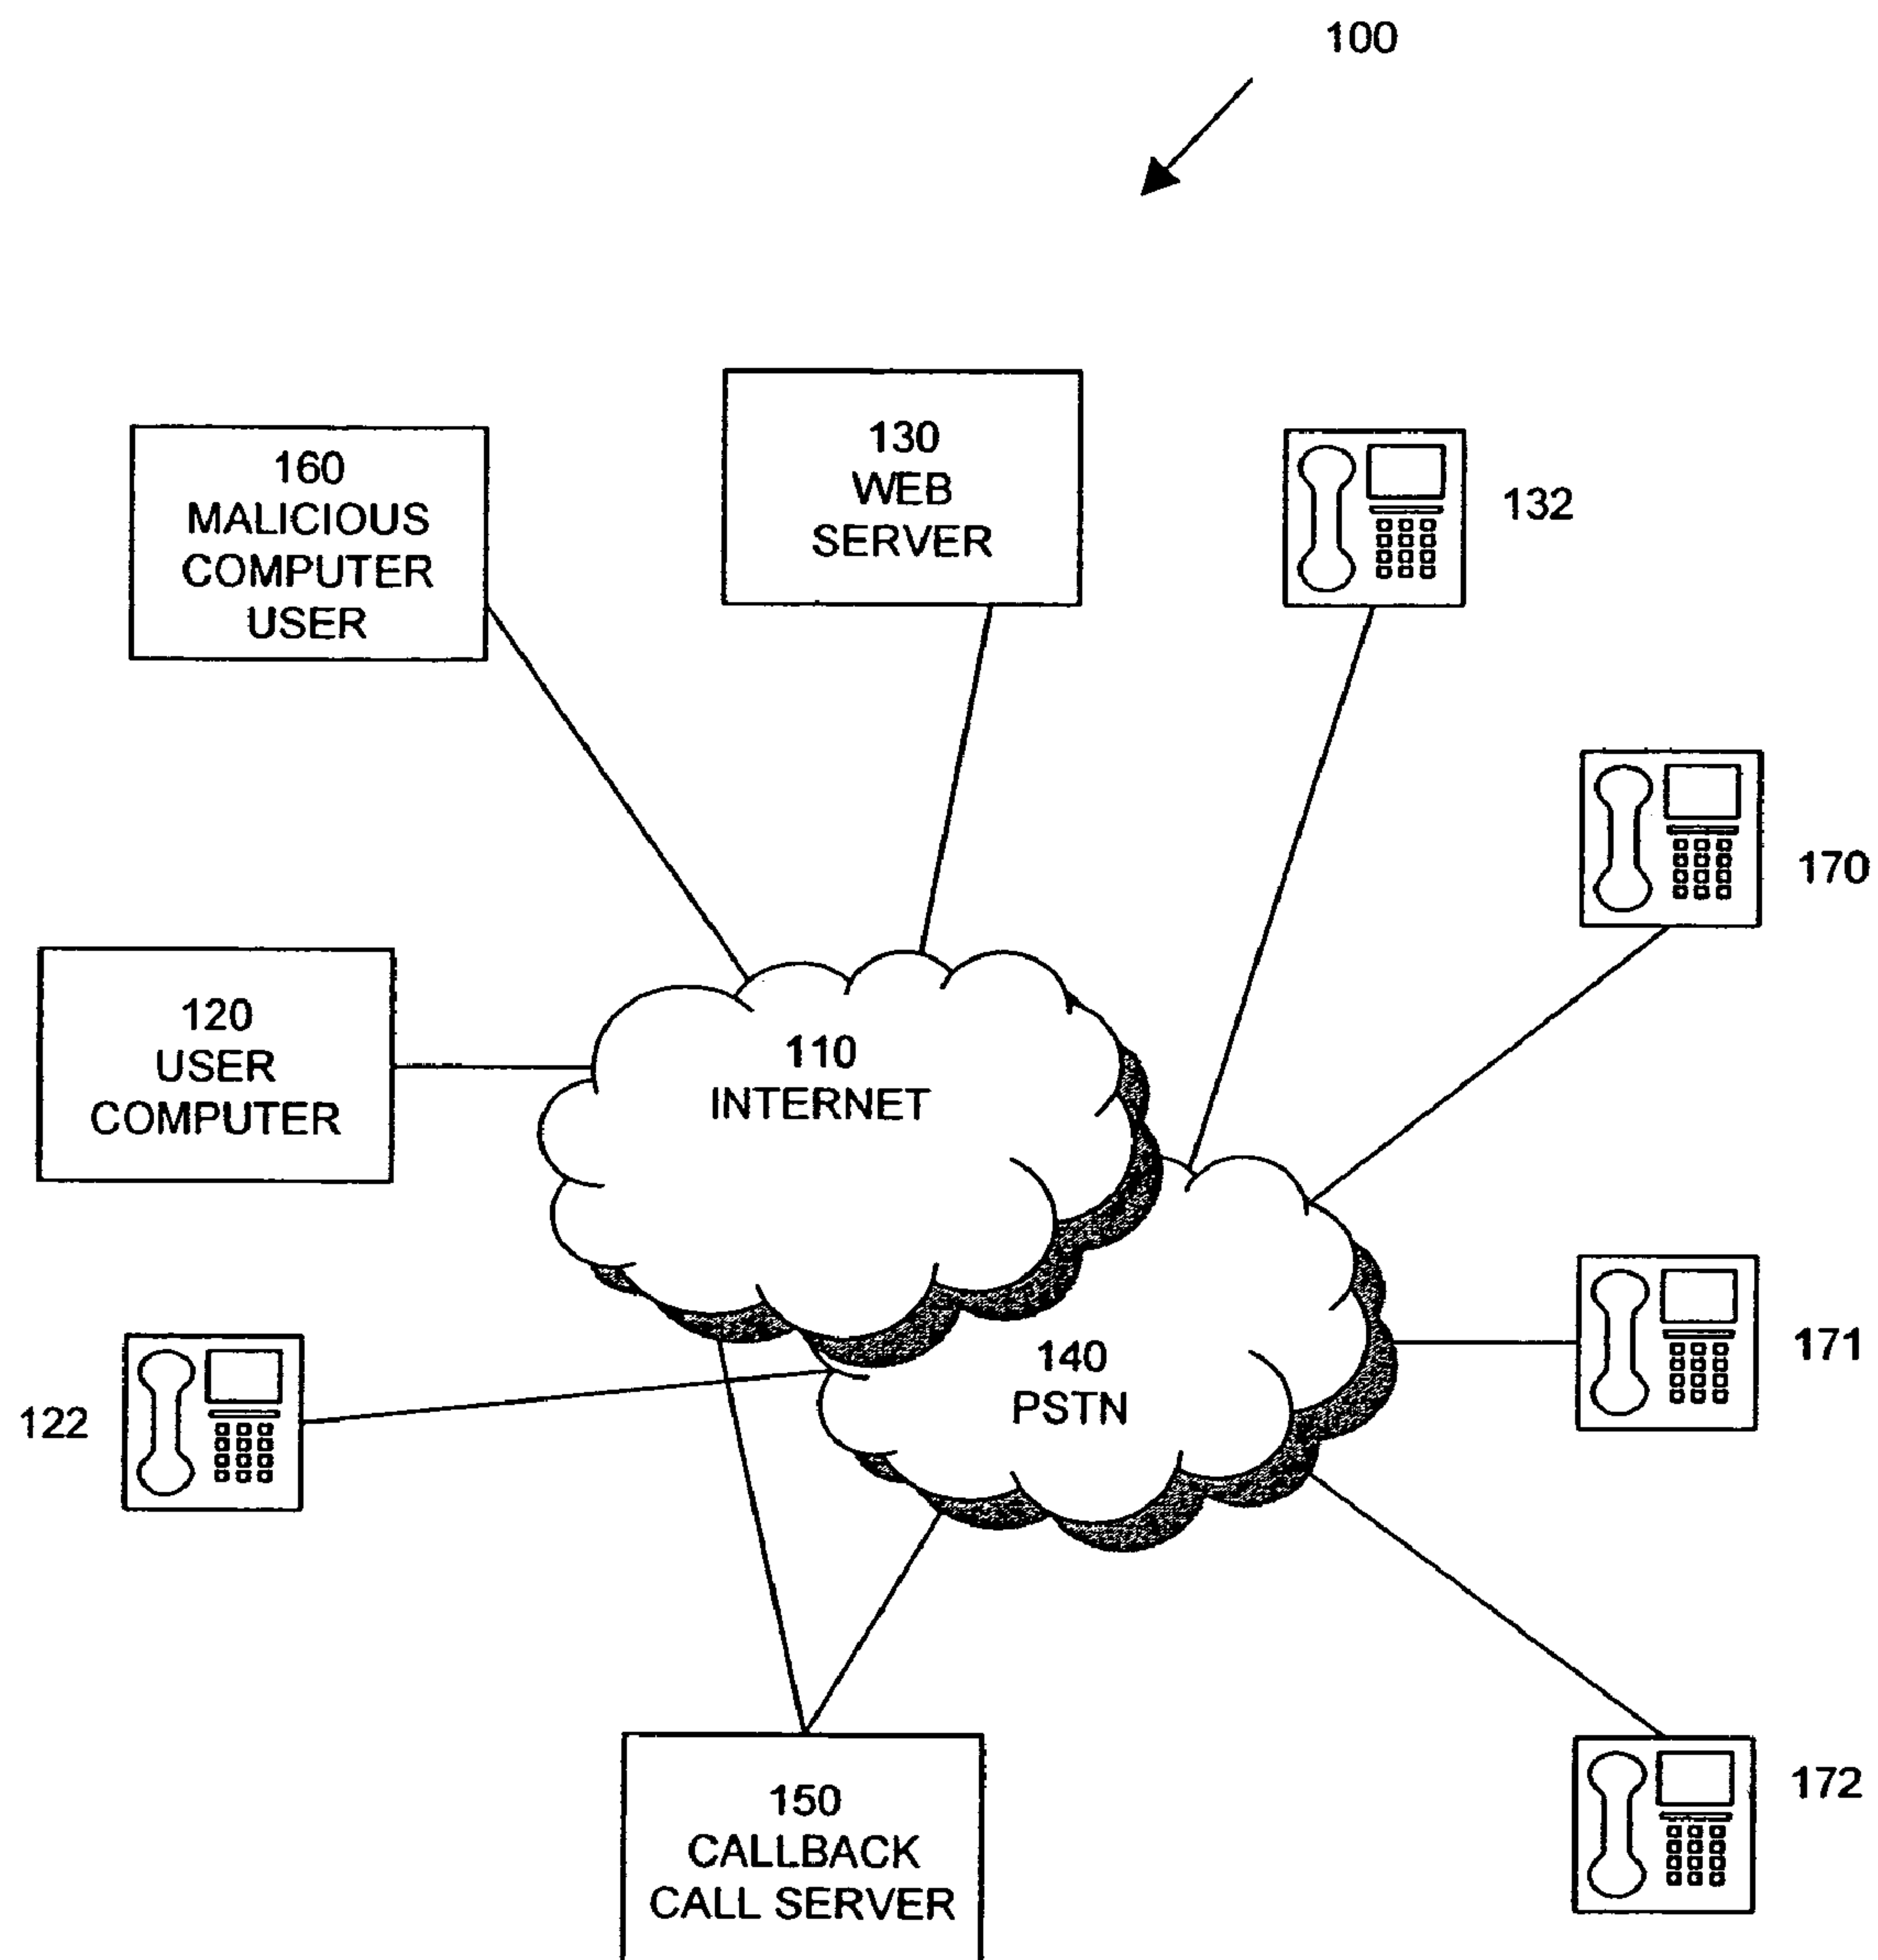 100
130
WEB
SERVER
160
MALICIOUS
COMPUTER
USER
132
170
120
USER
COMPUTER
110
INTERNET
171
140
PSTN
122
150
CALLBACK
CALL SERVER
172